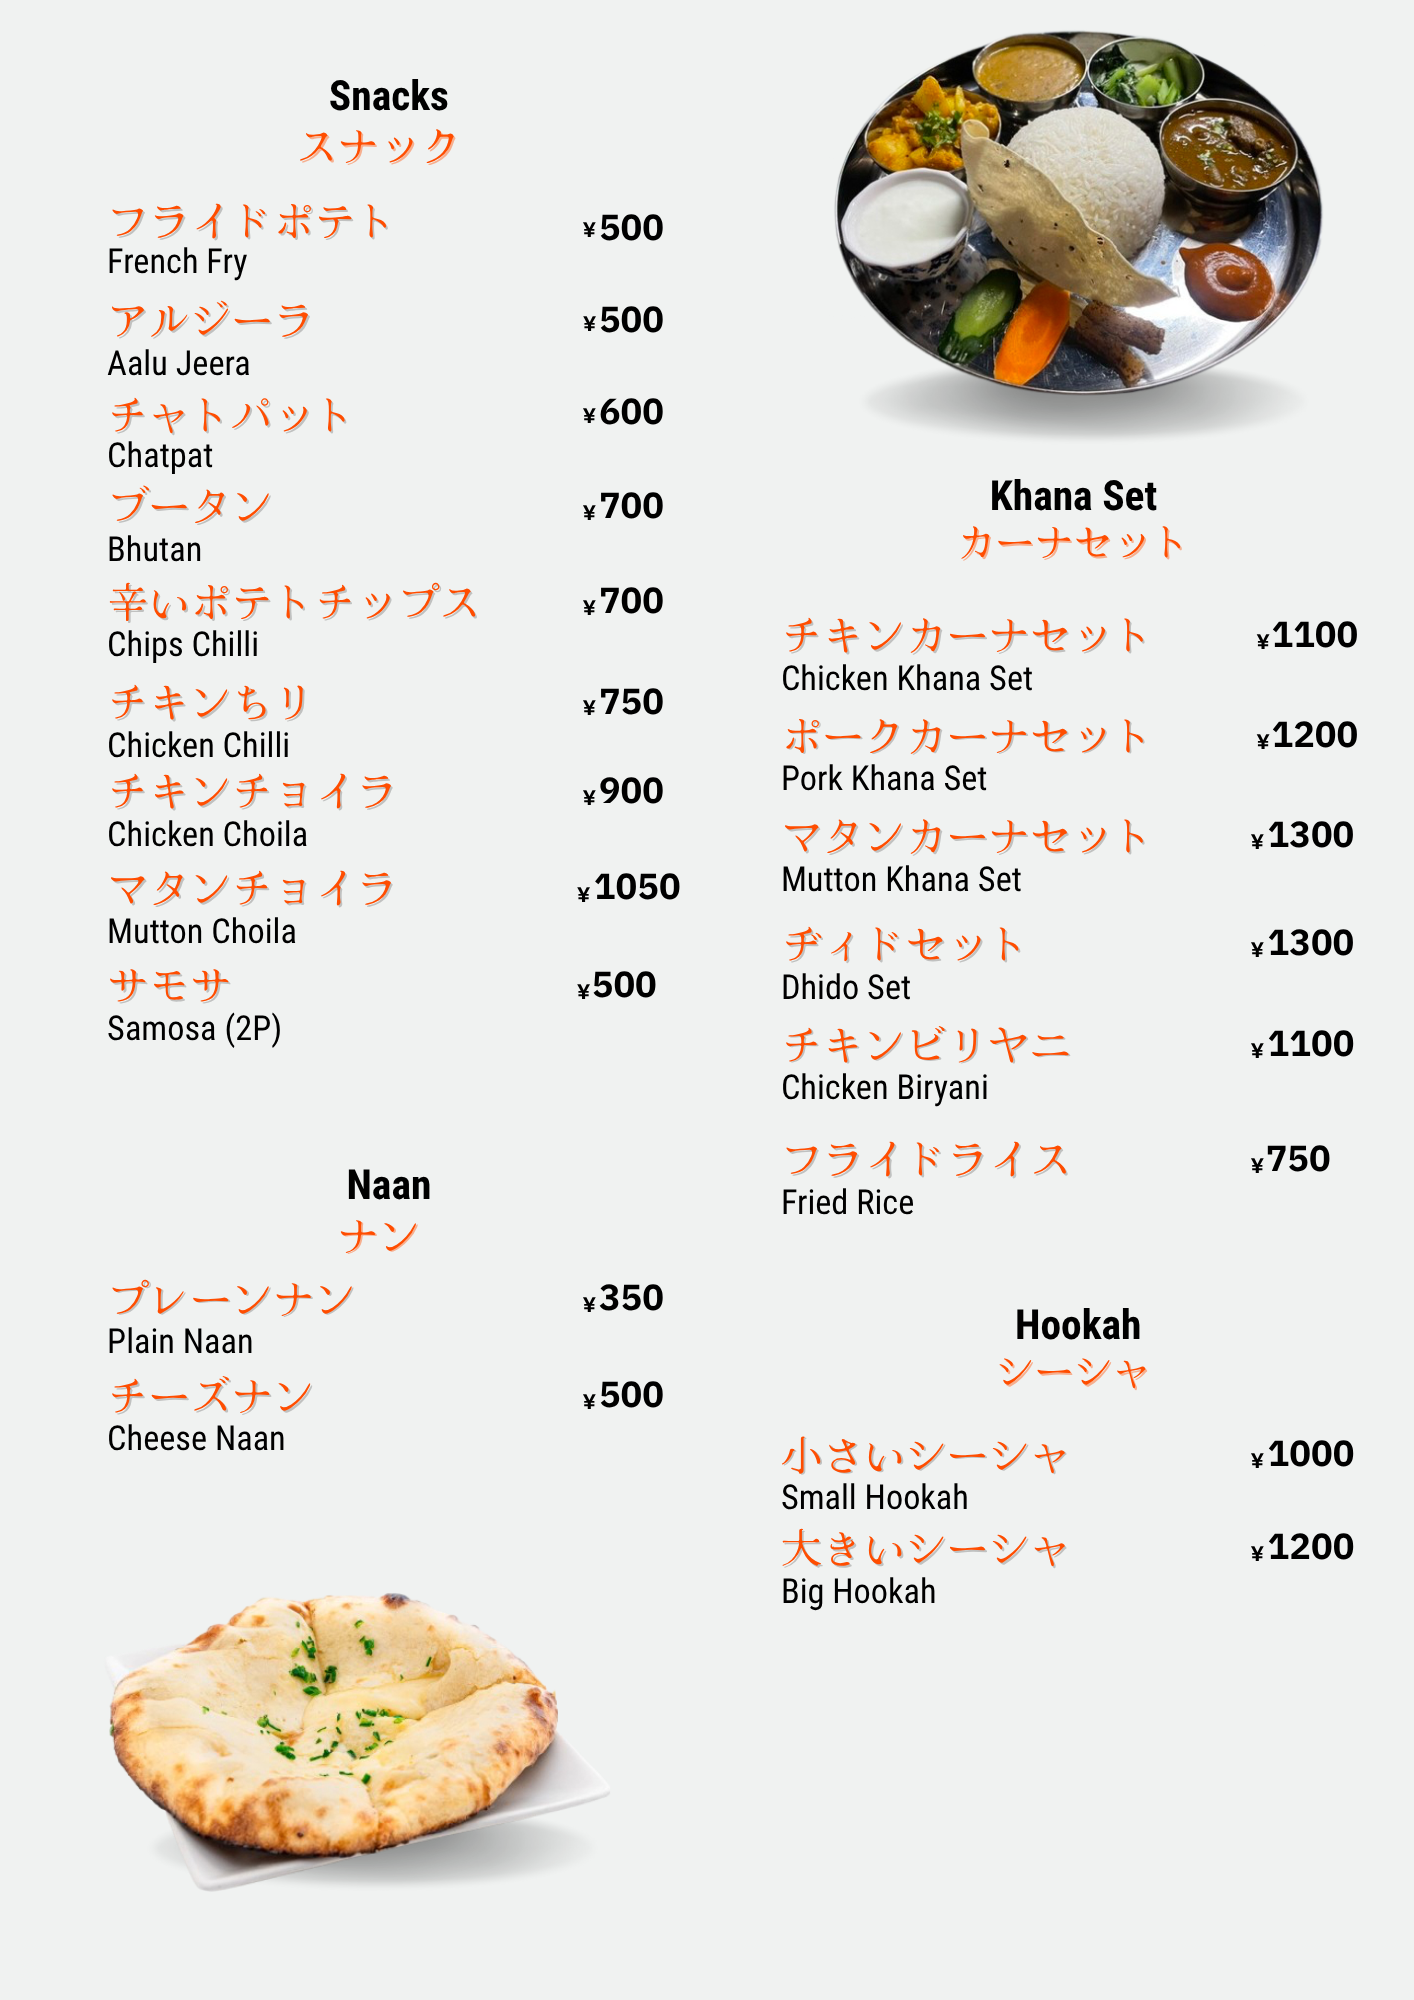 Snacks
スナック
フライドポテト ¥500
French Fry
アルジーラ ¥500
Aalu Jeera
チャトパット ¥600
Chatpat
ブータン ¥700
Bhutan
辛いポテトチップス ¥700
Chips Chilli
チキンちリ ¥750
Chicken Chilli
チキンチョイラ ¥900
Chicken Choila
マタンチョイラ ¥1050
Mutton Choila
サモサ ¥500
Samosa (2P)
Naan
ナン
プレーンナン ¥350
Plain Naan
チーズナン ¥500
Cheese Naan
Khana Set
カーナセット
チキンカーナセット ¥1100
Chicken Khana Set
ポークカーナセット ¥1200
Pork Khana Set
マタンカーナセット ¥1300
Mutton Khana Set
ヂィドセット ¥1300
Dhido Set
チキンビリヤニ ¥1100
Chicken Biryani
フライドライス ¥750
Fried Rice
Hookah
シーシャ
小さいシーシャ ¥1000
Small Hookah
大きいシーシャ ¥1200
Big Hookah